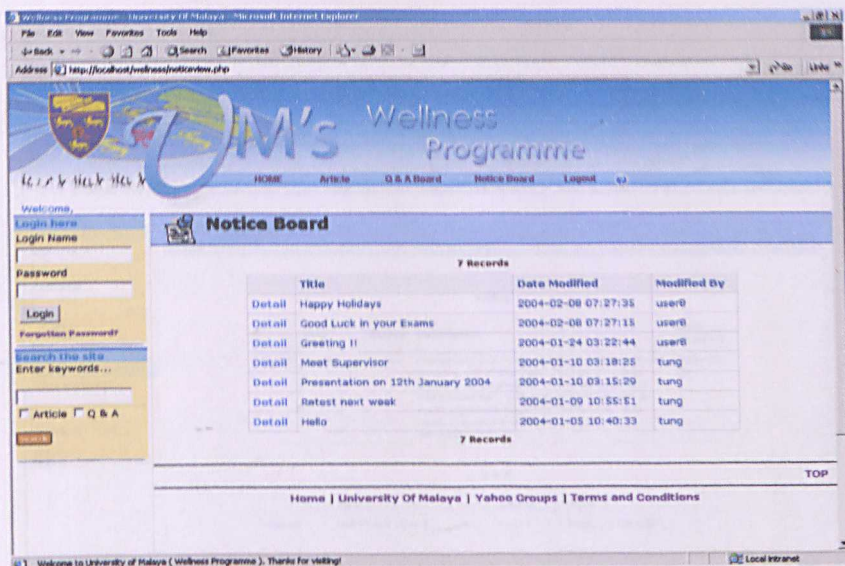 Wellness Programme - University Of Malaya - Microsoft Internet Explorer
File Edit View Favorites Tools Help
Back Search Favorites History
Address http://localhost/wellness/noticeview.php Go Links »
UM's Wellness Programme
HOME Article Q & A Board Notice Board Logout
Welcome,
Login here
Login Name
Password
Login
Forgotten Password?
Search the site
Enter keywords...
Article Q & A
Search
Notice Board
7 Records
Title Date Modified Modified By
Detail Happy Holidays 2004-02-08 07:27:35 user8
Detail Good Luck in your Exams 2004-02-08 07:27:15 user8
Detail Greeting !! 2004-01-24 03:22:44 user8
Detail Meet Supervisor 2004-01-10 03:18:25 tung
Detail Presentation on 12th January 2004 2004-01-10 03:15:29 tung
Detail Retest next week 2004-01-09 10:55:51 tung
Detail Hello 2004-01-05 10:40:33 tung
7 Records
TOP
Home | University Of Malaya | Yahoo Groups | Terms and Conditions
Welcome to University of Malaya ( Wellness Programme ). Thanks for visiting!
Local intranet